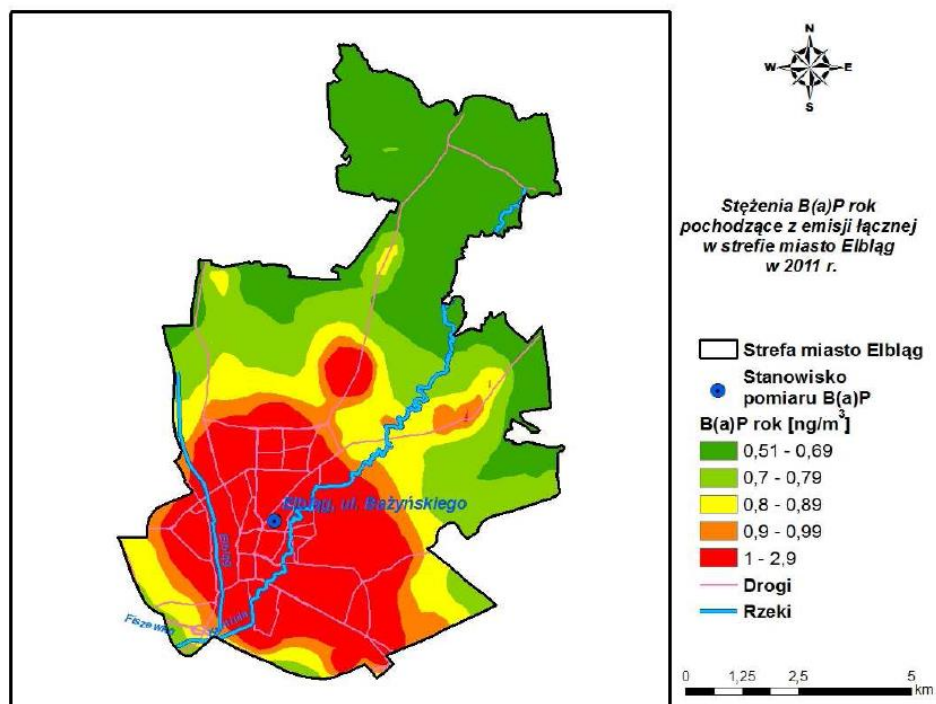 N
W E
S
Stężenia B(a)P rok
pochodzące z emisji łącznej
w strefie miasto Elbląg
w 2011 r.
Strefa miasto Elbląg
Stanowisko
pomiaru B(a)P
B(a)P rok [ng/m³]
0,51 - 0,69
0,7 - 0,79
0,8 - 0,89
0,9 - 0,99
1 - 2,9
Drogi
Rzeki
0 1,25 2,5 5
km
Elbląg, ul. Bażyńskiego
Elbląg
Fiszewka